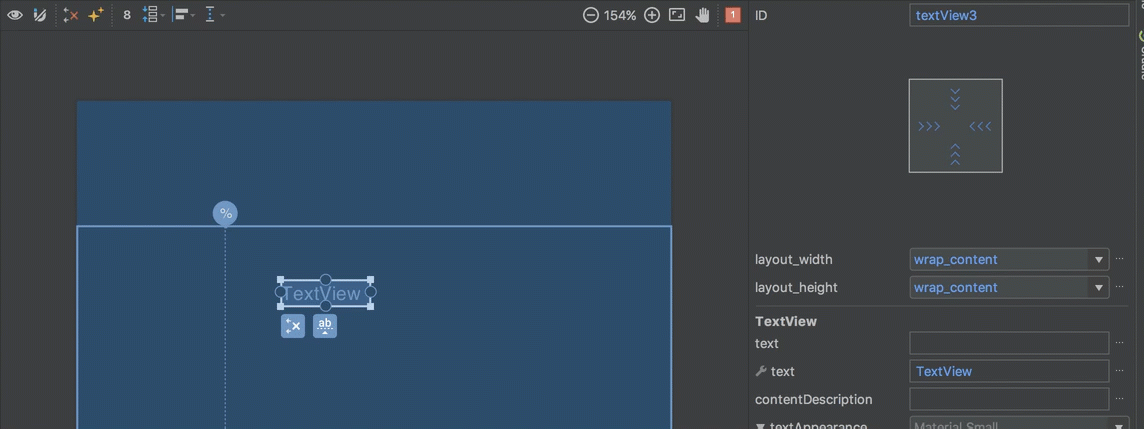 8
154%
1
ID
textView3
%
TextView
ab
layout_width
wrap_content
layout_height
wrap_content
TextView
text
text
TextView
contentDescription
textAppearance
Material Small